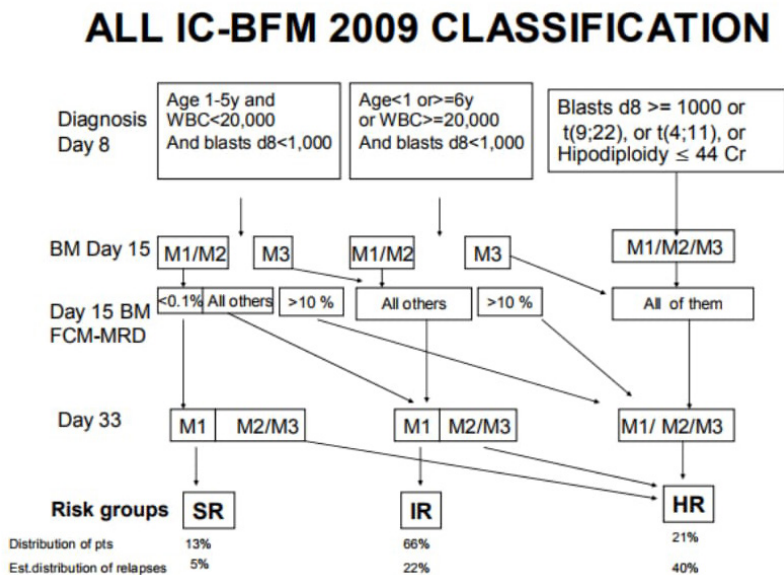 ALL IC-BFM 2009 CLASSIFICATION
Diagnosis
Day 8
Age 1-5y and
WBC<20,000
And blasts d8<1,000
Age<1 or>=6y
or WBC>=20,000
And blasts d8<1,000
Blasts d8 >= 1000 or
t(9;22), or t(4;11), or
Hipodiploidy ≤ 44 Cr
BM Day 15
M1/M2
M3
M1/M2
M3
M1/M2/M3
Day 15 BM
FCM-MRD
<0.1%
All others
>10 %
All others
>10 %
All of them
Day 33
M1
M2/M3
M1
M2/M3
M1/ M2/M3
Risk groups
SR
IR
HR
Distribution of pts
13%
66%
21%
Est.distribution of relapses
5%
22%
40%